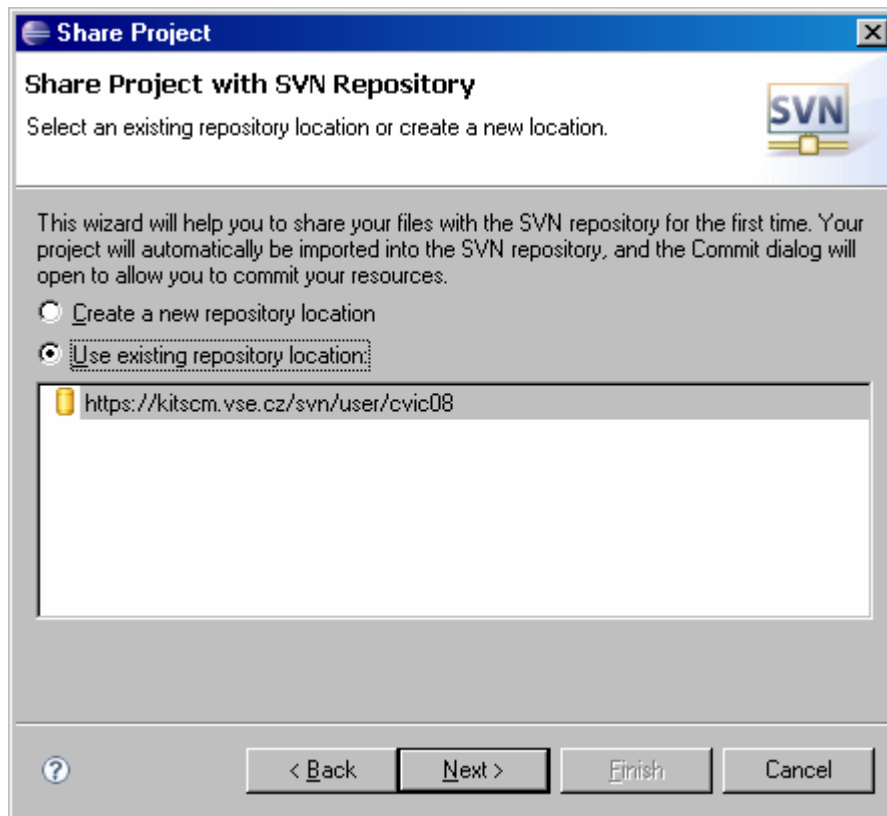 Share Project
Share Project with SVN Repository
Select an existing repository location or create a new location.
SVN
This wizard will help you to share your files with the SVN repository for the first time. Your
project will automatically be imported into the SVN repository, and the Commit dialog will
open to allow you to commit your resources.
Create a new repository location
Use existing repository location:
https://kitscm.vse.cz/svn/user/cvic08
?
< Back Next > Finish Cancel